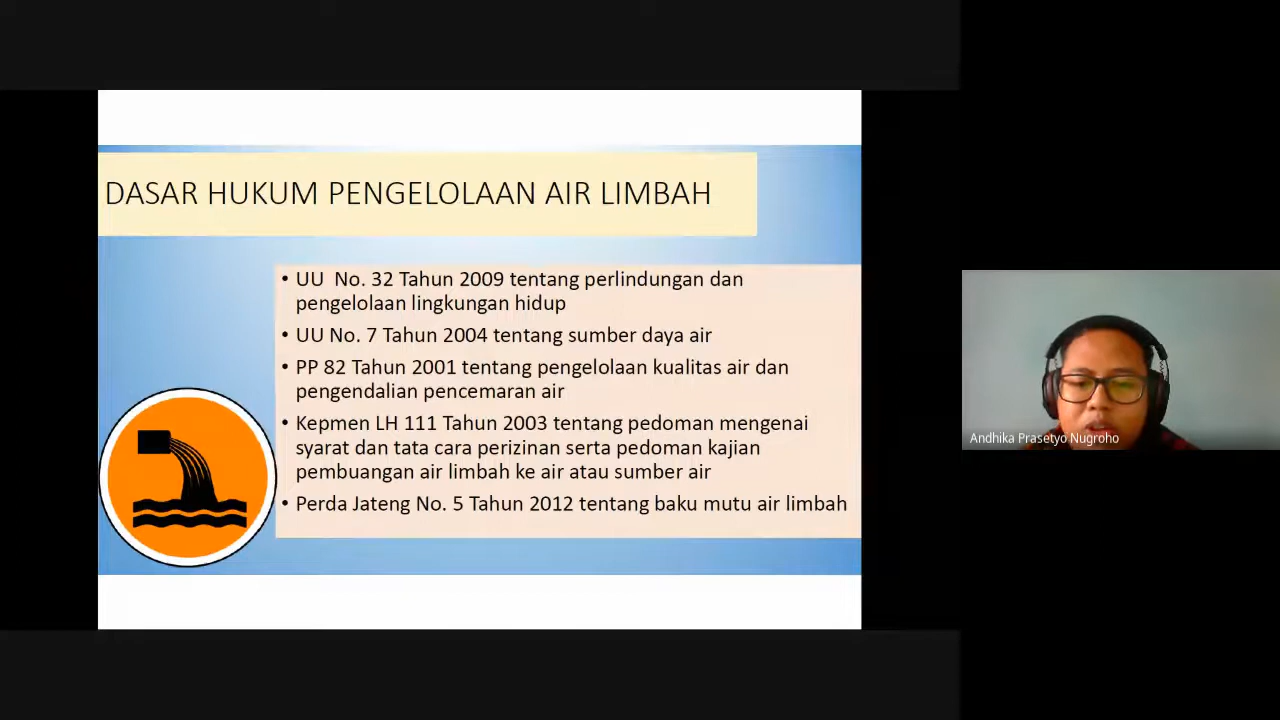 DASAR HUKUM PENGELOLAAN AIR LIMBAH
• UU No. 32 Tahun 2009 tentang perlindungan dan
pengelolaan lingkungan hidup
• UU No. 7 Tahun 2004 tentang sumber daya air
• PP 82 Tahun 2001 tentang pengelolaan kualitas air dan
pengendalian pencemaran air
• Kepmen LH 111 Tahun 2003 tentang pedoman mengenai
syarat dan tata cara perizinan serta pedoman kajian
pembuangan air limbah ke air atau sumber air
• Perda Jateng No. 5 Tahun 2012 tentang baku mutu air limbah
Andhika Prasetyo Nugroho